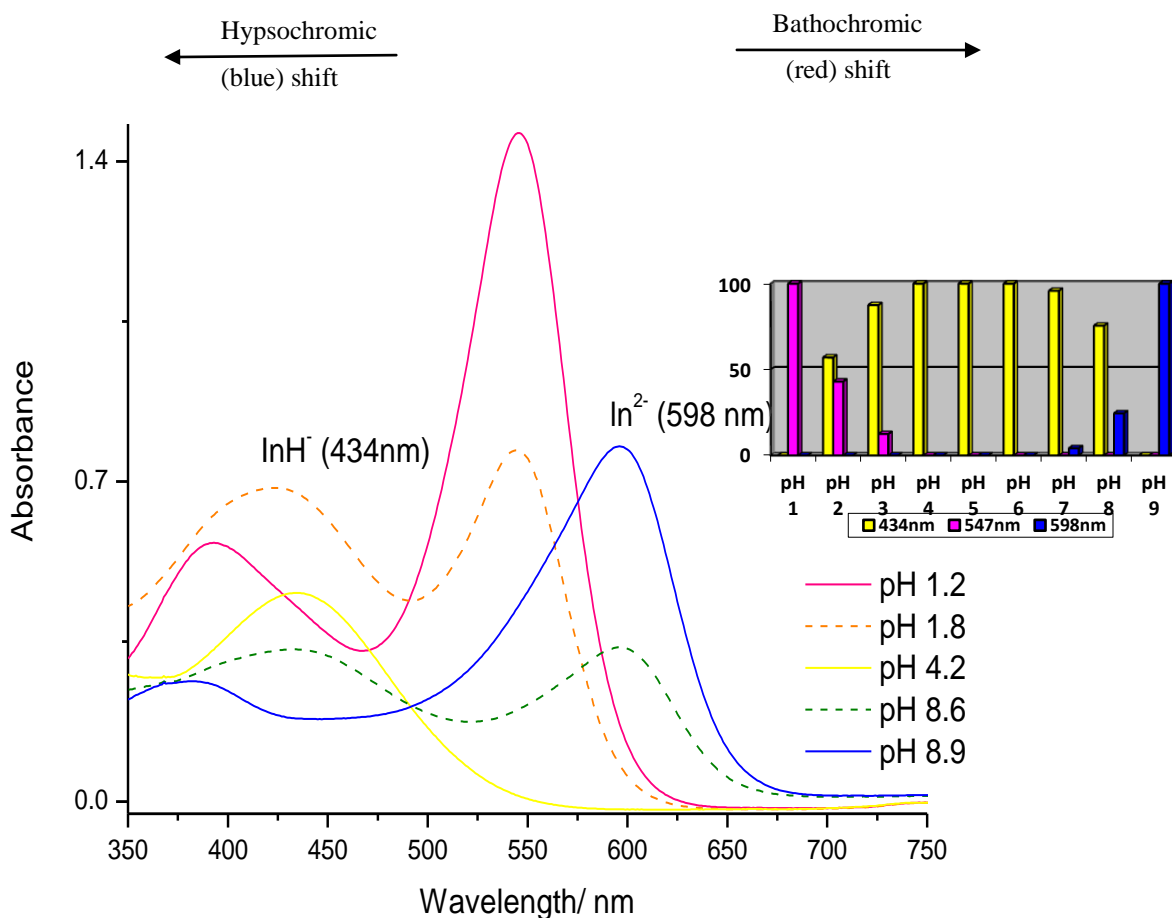 Hypsochromic
(blue) shift
Bathochromic
(red) shift
Absorbance
1.4
0.7
0.0
InH- (434nm)
In2- (598 nm)
100
50
0
pH 1
pH 2
pH 3
pH 4
pH 5
pH 6
pH 7
pH 8
pH 9
434nm 547nm 598nm
pH 1.2
pH 1.8
pH 4.2
pH 8.6
pH 8.9
350 400 450 500 550 600 650 700 750
Wavelength/ nm